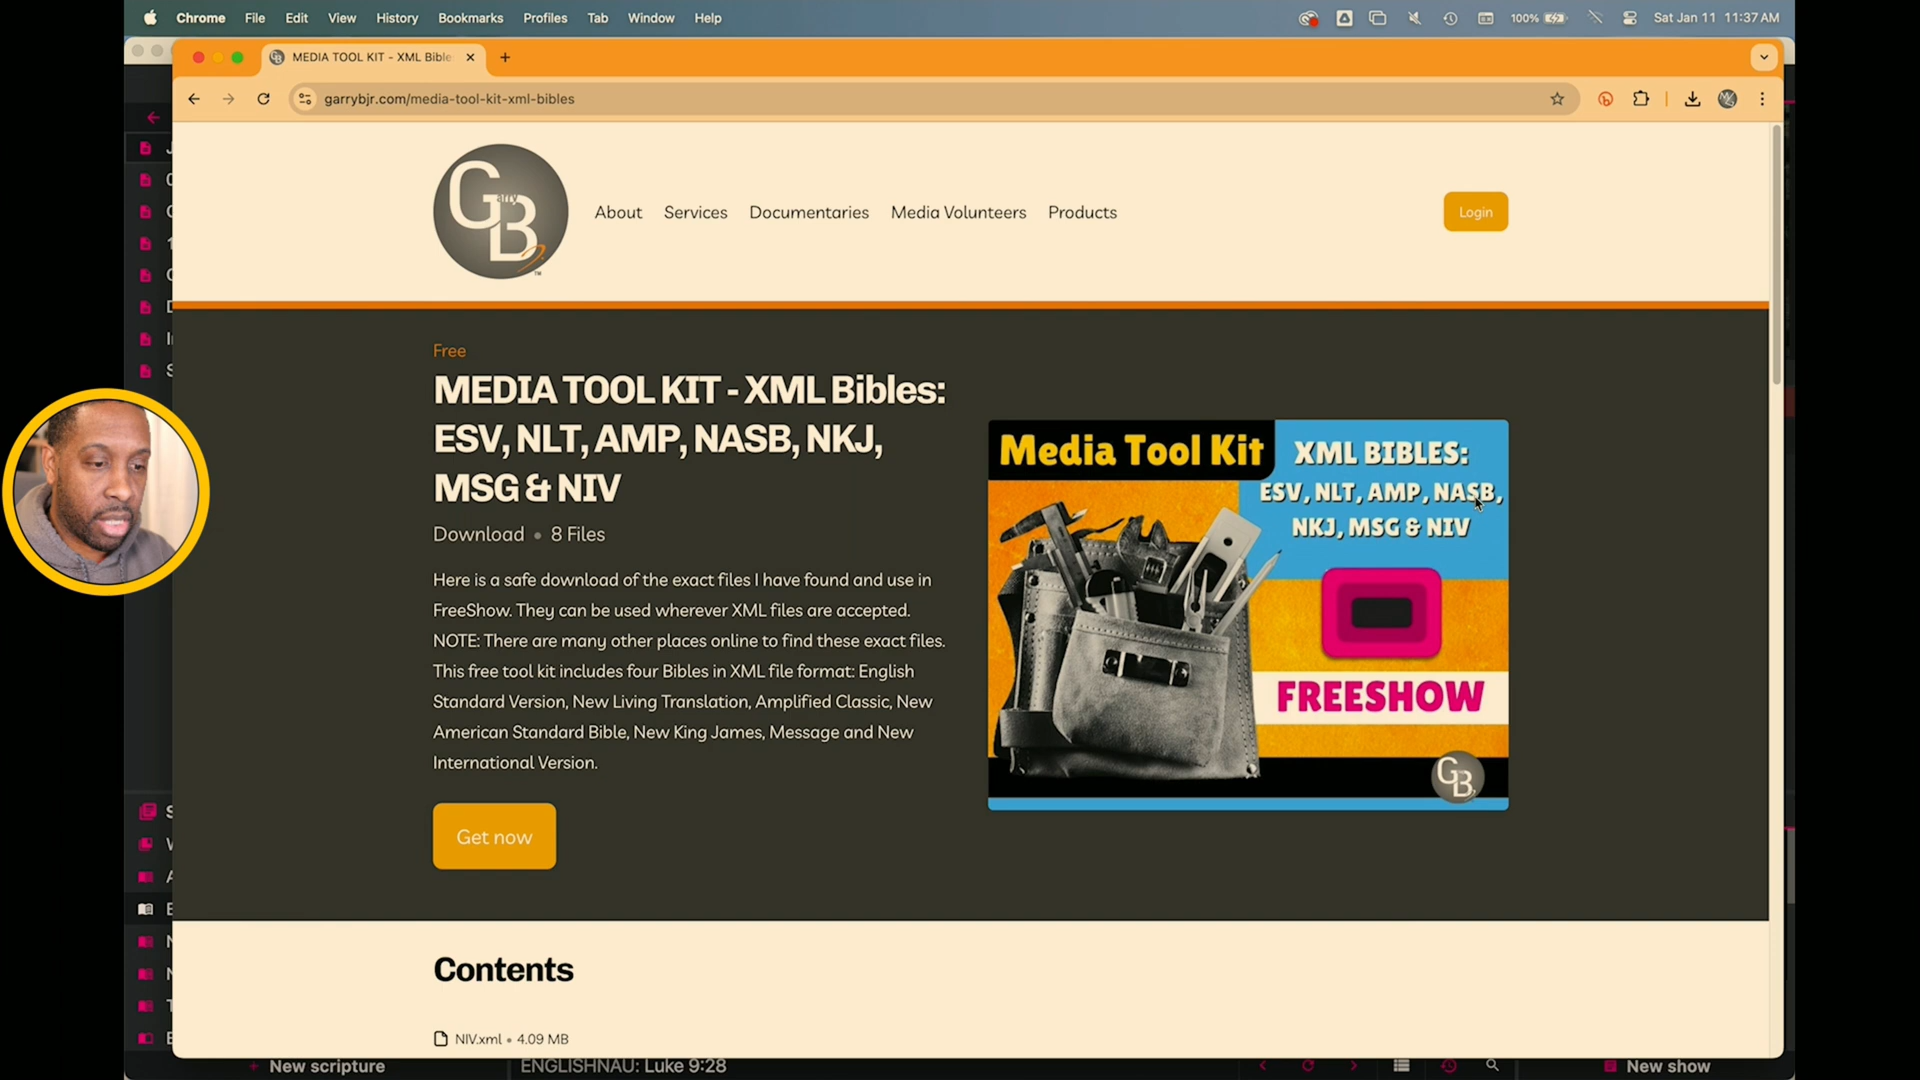 Chrome File Edit View History Bookmarks Profiles Tab Window Help
100%
Sat Jan 11 11:37 AM
MEDIA TOOL KIT - XML Bible
garrybjr.com/media-tool-kit-xml-bibles
G arry B J. TM
About Services Documentaries Media Volunteers Products
Login
Free
MEDIA TOOL KIT - XML Bibles:
ESV, NLT, AMP, NASB, NKJ,
MSG & NIV
Download • 8 Files
Here is a safe download of the exact files I have found and use in
FreeShow. They can be used wherever XML files are accepted.
NOTE: There are many other places online to find these exact files.
This free tool kit includes four Bibles in XML file format: English
Standard Version, New Living Translation, Amplified Classic, New
American Standard Bible, New King James, Message and New
International Version.
Get now
Media Tool Kit
XML BIBLES:
ESV, NLT, AMP, NASB,
NKJ, MSG & NIV
FREESHOW
GB
Contents
NIV.xml • 4.09 MB
+ New scripture
ENGLISHNAU: Luke 9:28
New show